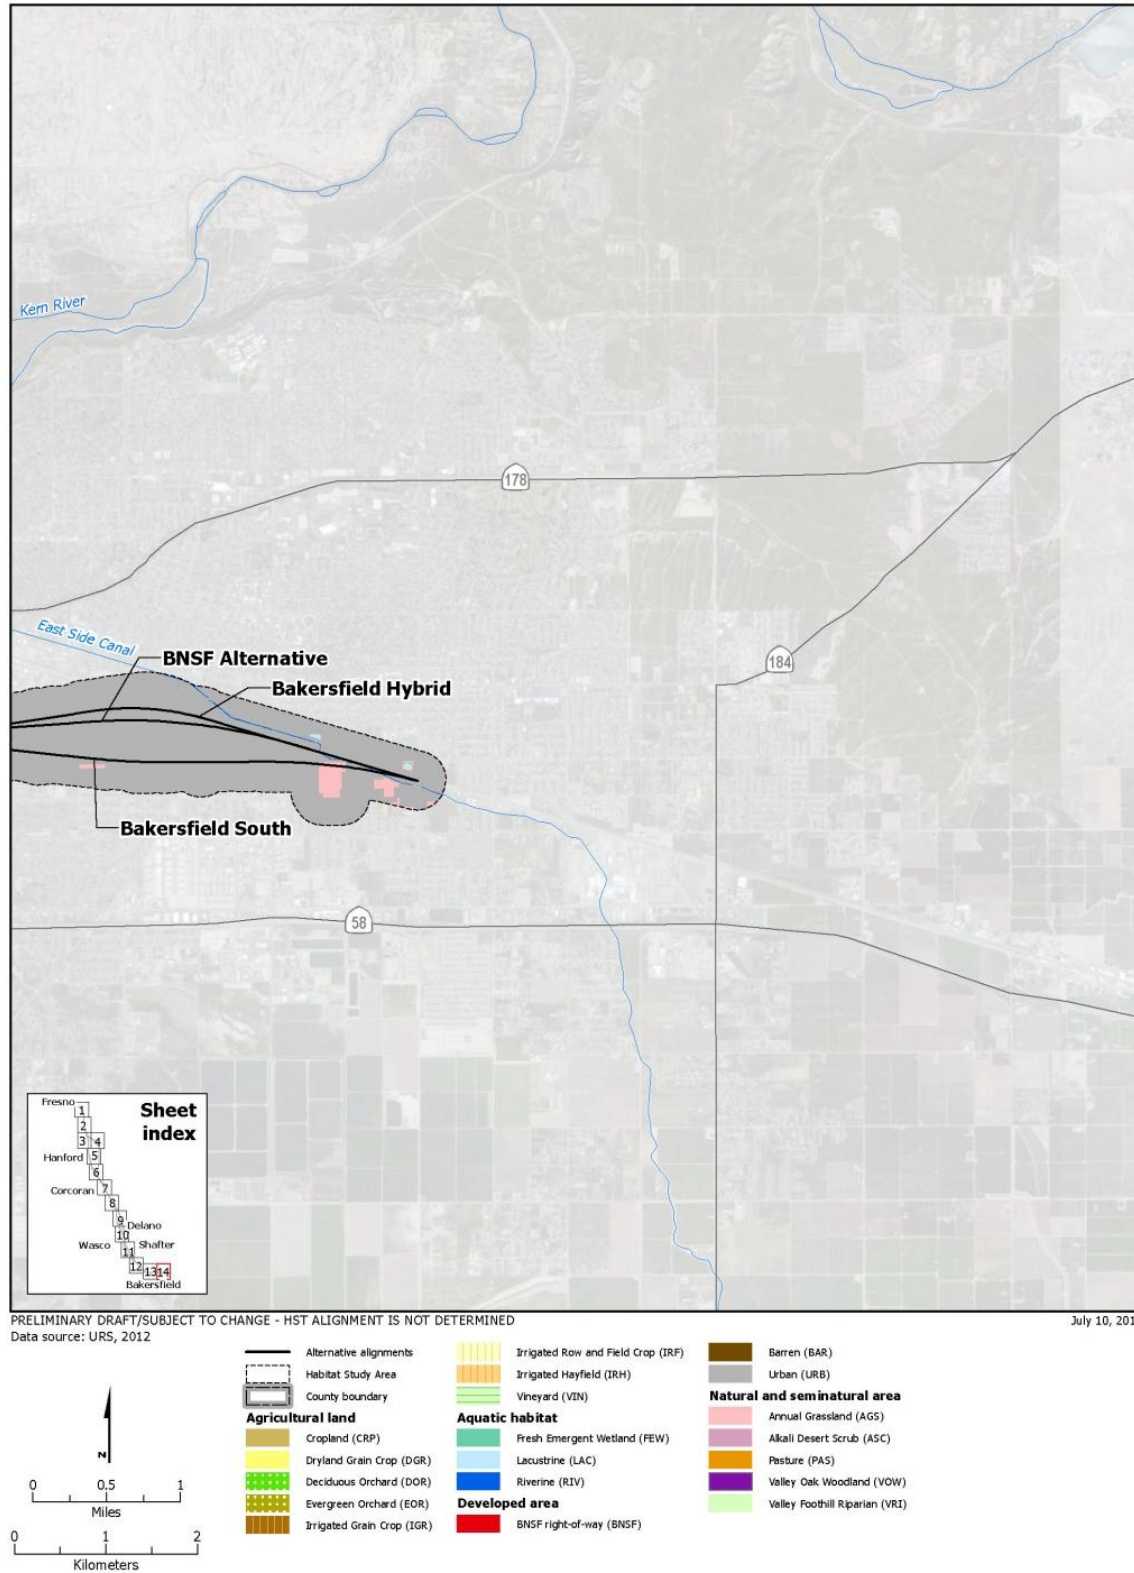 Kern River
178
East Side Canal
BNSF Alternative
184
Bakersfield Hybrid
Bakersfield South
58
Sheet
index
Fresno
1
2
3
4
Hanford
5
6
Corcoran
7
8
9
Delano
10
Wasco
11
Shafter
12
13
14
Bakersfield
PRELIMINARY DRAFT/SUBJECT TO CHANGE - HST ALIGNMENT IS NOT DETERMINED
July 10, 201
Data source: URS, 2012
N
0 0.5 1
Miles
0 1 2
Kilometers
Alternative alignments
Habitat Study Area
County boundary
Agricultural land
Cropland (CRP)
Dryland Grain Crop (DGR)
Deciduous Orchard (DOR)
Evergreen Orchard (EOR)
Irrigated Grain Crop (IGR)
Irrigated Row and Field Crop (IRF)
Irrigated Hayfield (IRH)
Vineyard (VIN)
Aquatic habitat
Fresh Emergent Wetland (FEW)
Lacustrine (LAC)
Riverine (RIV)
Developed area
BNSF right-of-way (BNSF)
Barren (BAR)
Urban (URB)
Natural and seminatural area
Annual Grassland (AGS)
Alkali Desert Scrub (ASC)
Pasture (PAS)
Valley Oak Woodland (VOW)
Valley Foothill Riparian (VRI)